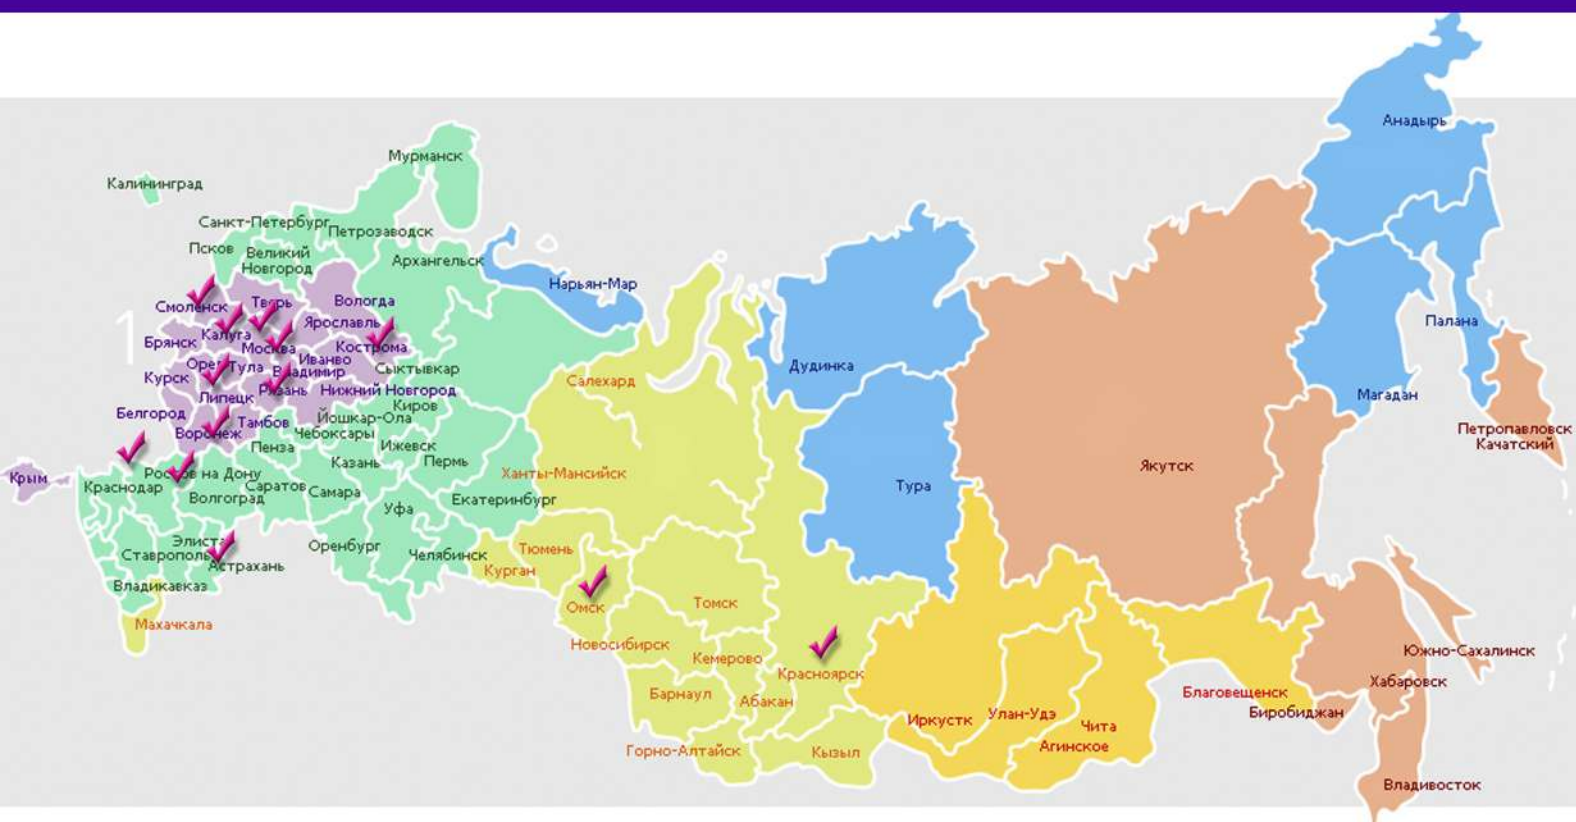 Анадырь
Мурманск
Калининград
Санкт-Петербург
Петрозаводск
Псков
Великий
Новгород
Архангельск
Нарьян-Мар
Смоленск
Тверь
Вологда
1
Ярославль
Палана
Калуга
Брянск
Москва
Кострома
Иванво
Орел
Тула
Владимир
Сыктывкар
Дудинка
Курск
Салехард
Рязань
Нижний Новгород
Магадан
Липецк
Киров
Белгород
Йошкар-Ола
Тамбов
Воронеж
Чебоксары
Петропавловск
Качатский
Пенза
Ижевск
Казань
Пермь
Якутск
Крым
Ростов на Дону
Ханты-Мансийск
Краснодар
Саратов
Самара
Тура
Волгоград
Екатеринбург
Уфа
Элиста
Оренбург
Тюмень
Ставрополь
Челябинск
Астрахань
Курган
Владикавказ
Томск
Омск
Махачкала
Новосибирск
Южно-Сахалинск
Кемерово
Красноярск
Хабаровск
Барнаул
Абакан
Благовещенск
Биробиджан
Иркустк
Улан-Удэ
Чита
Агинское
Горно-Алтайск
Кызыл
Владивосток